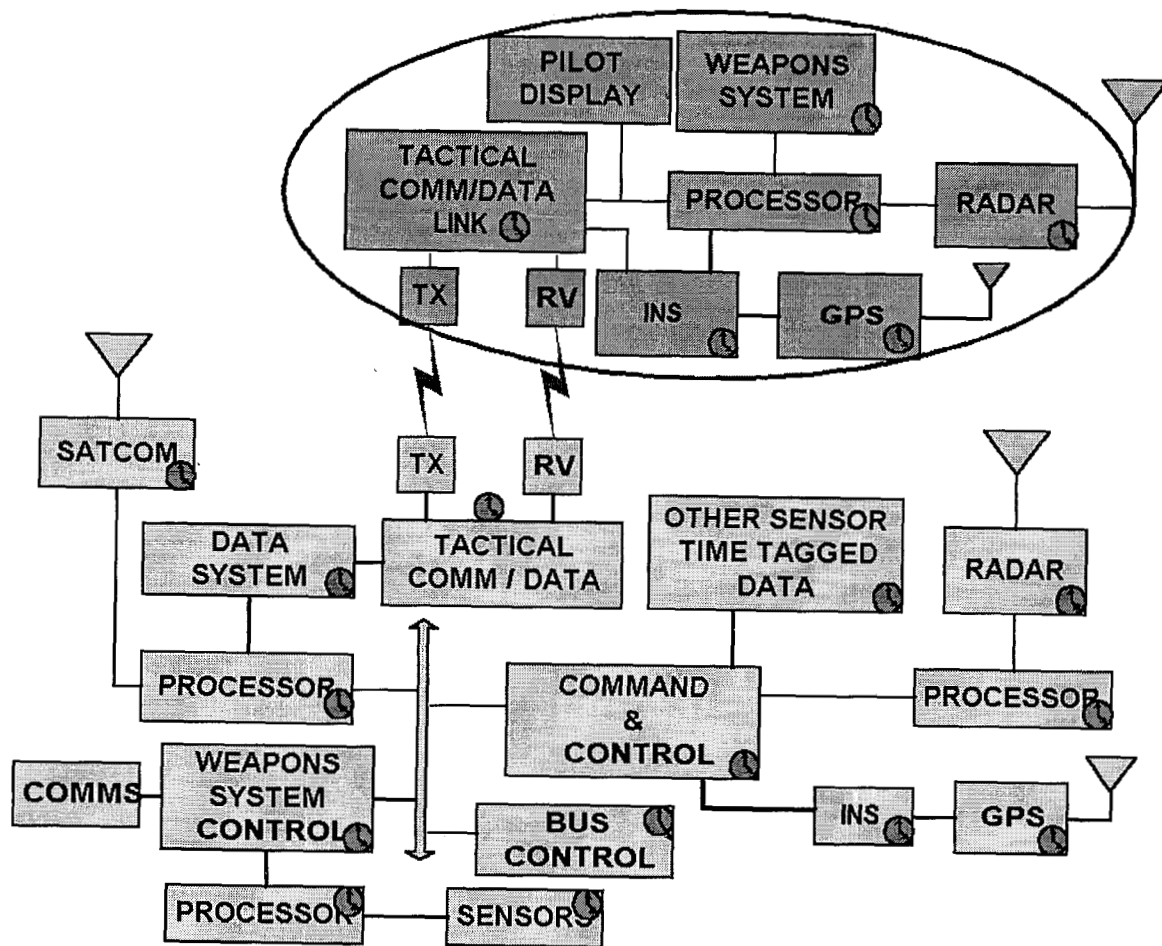 PILOT
DISPLAY
WEAPONS
SYSTEM
TACTICAL
COMM/DATA
LINK
PROCESSOR
RADAR
TX
RV
INS
GPS
SATCOM
TX
RV
DATA
SYSTEM
TACTICAL
COMM / DATA
OTHER SENSOR
TIME TAGGED
DATA
RADAR
PROCESSOR
COMMAND
&
CONTROL
PROCESSOR
COMMS
WEAPONS
SYSTEM
CONTROL
BUS
CONTROL
INS
GPS
PROCESSOR
SENSORS